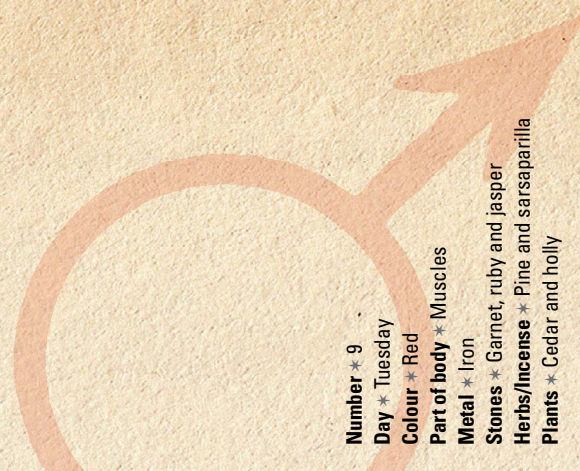 Number ✶ 9
Day ✶ Tuesday
Colour ✶ Red
Part of body ✶ Muscles
Metal ✶ Iron
Stones ✶ Garnet, ruby and jasper
Herbs/Incense ✶ Pine and sarsaparilla
Plants ✶ Cedar and holly